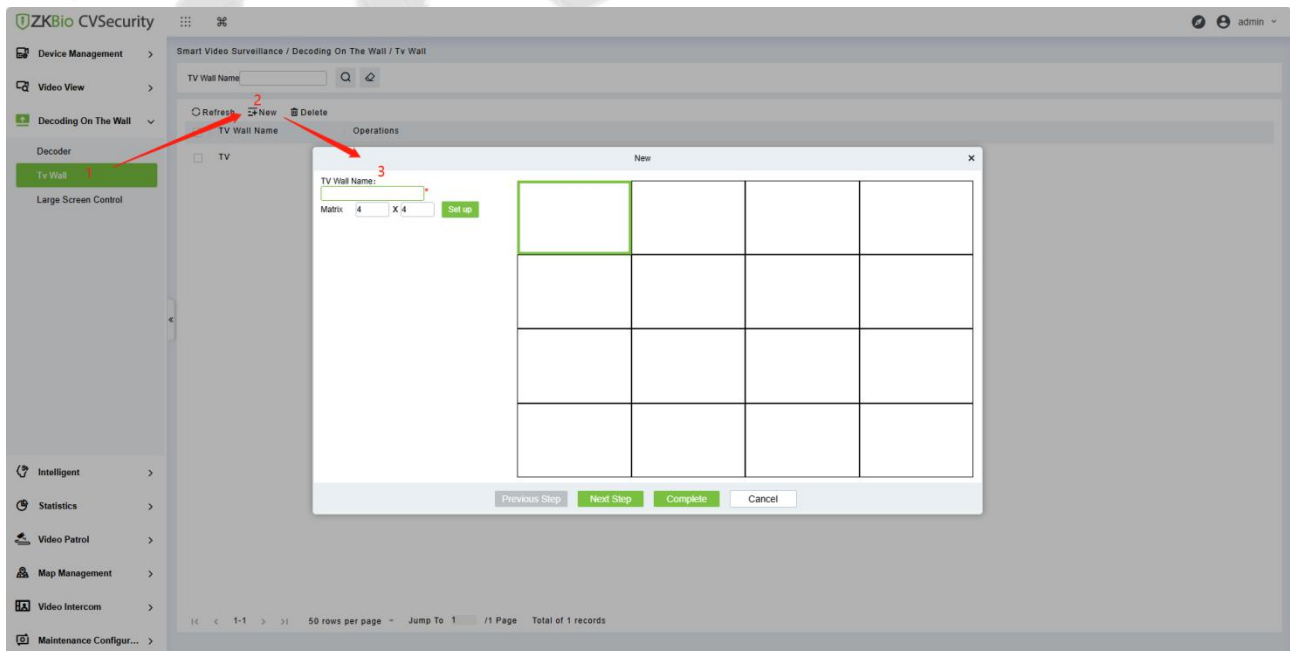 ZKBio CVSecurity
admin
Device Management
Video View
Decoding On The Wall
Decoder
Tv Wall 1
Large Screen Control
Intelligent
Statistics
Video Patrol
Map Management
Video Intercom
Maintenance Configur...
Smart Video Surveillance / Decoding On The Wall / Tv Wall
TV Wall Name
2
Refresh New Delete
TV Wall Name Operations
TV
New
3
TV Wall Name:
*
Matrix 4 X 4 Set up
Previous Step Next Step Complete Cancel
1-1 50 rows per page Jump To 1 /1 Page Total of 1 records